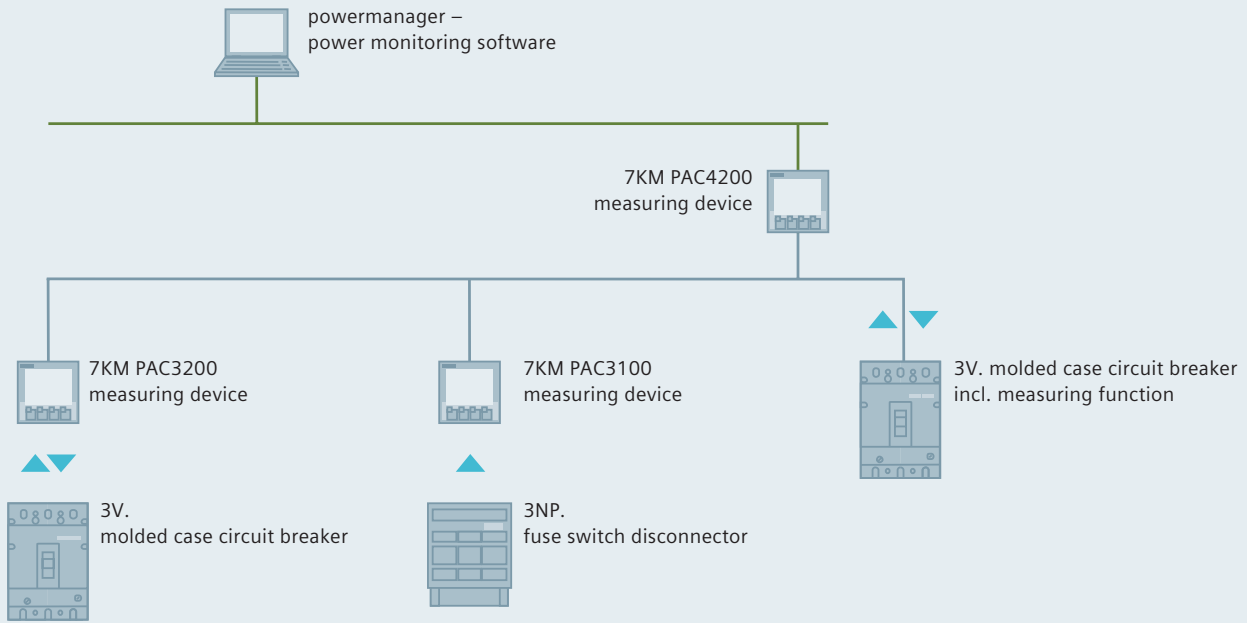 powermanager –
power monitoring software
7KM PAC4200
measuring device
7KM PAC3200
measuring device
7KM PAC3100
measuring device
3V. molded case circuit breaker
incl. measuring function
3V.
molded case circuit breaker
3NP.
fuse switch disconnector